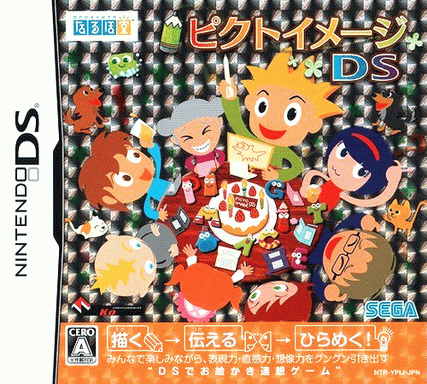 なるほ堂
ピクトイメージ
DS
NINTENDO DS
SEGA
CERO
A
描く→伝える→ひらめく!
みんなで楽しみながら、表現力・直感力・想像力をグングン引き出す
"DSでお絵かき連想ゲーム"
NTR-YPIJ-JPN